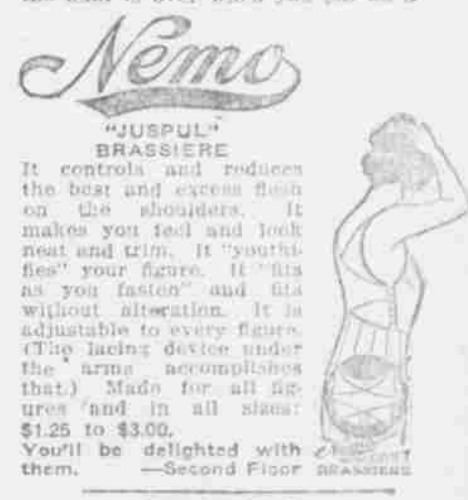 Nemo
"JUSPUL"
BRASSIERE
It controls and reduces
the bust and excess flesh
on the shoulders. It
makes you feel and look
neat and trim. It "youthi-
fies" your figure. It "fits
as you fasten" and fits
without alteration. It is
adjustable to every figure.
(The lacing device under
the arms accomplishes
that.) Made for all fig-
ures and in all sizes:
$1.25 to $3.00.
You'll be delighted with
them. —Second Floor
BRASSIERE